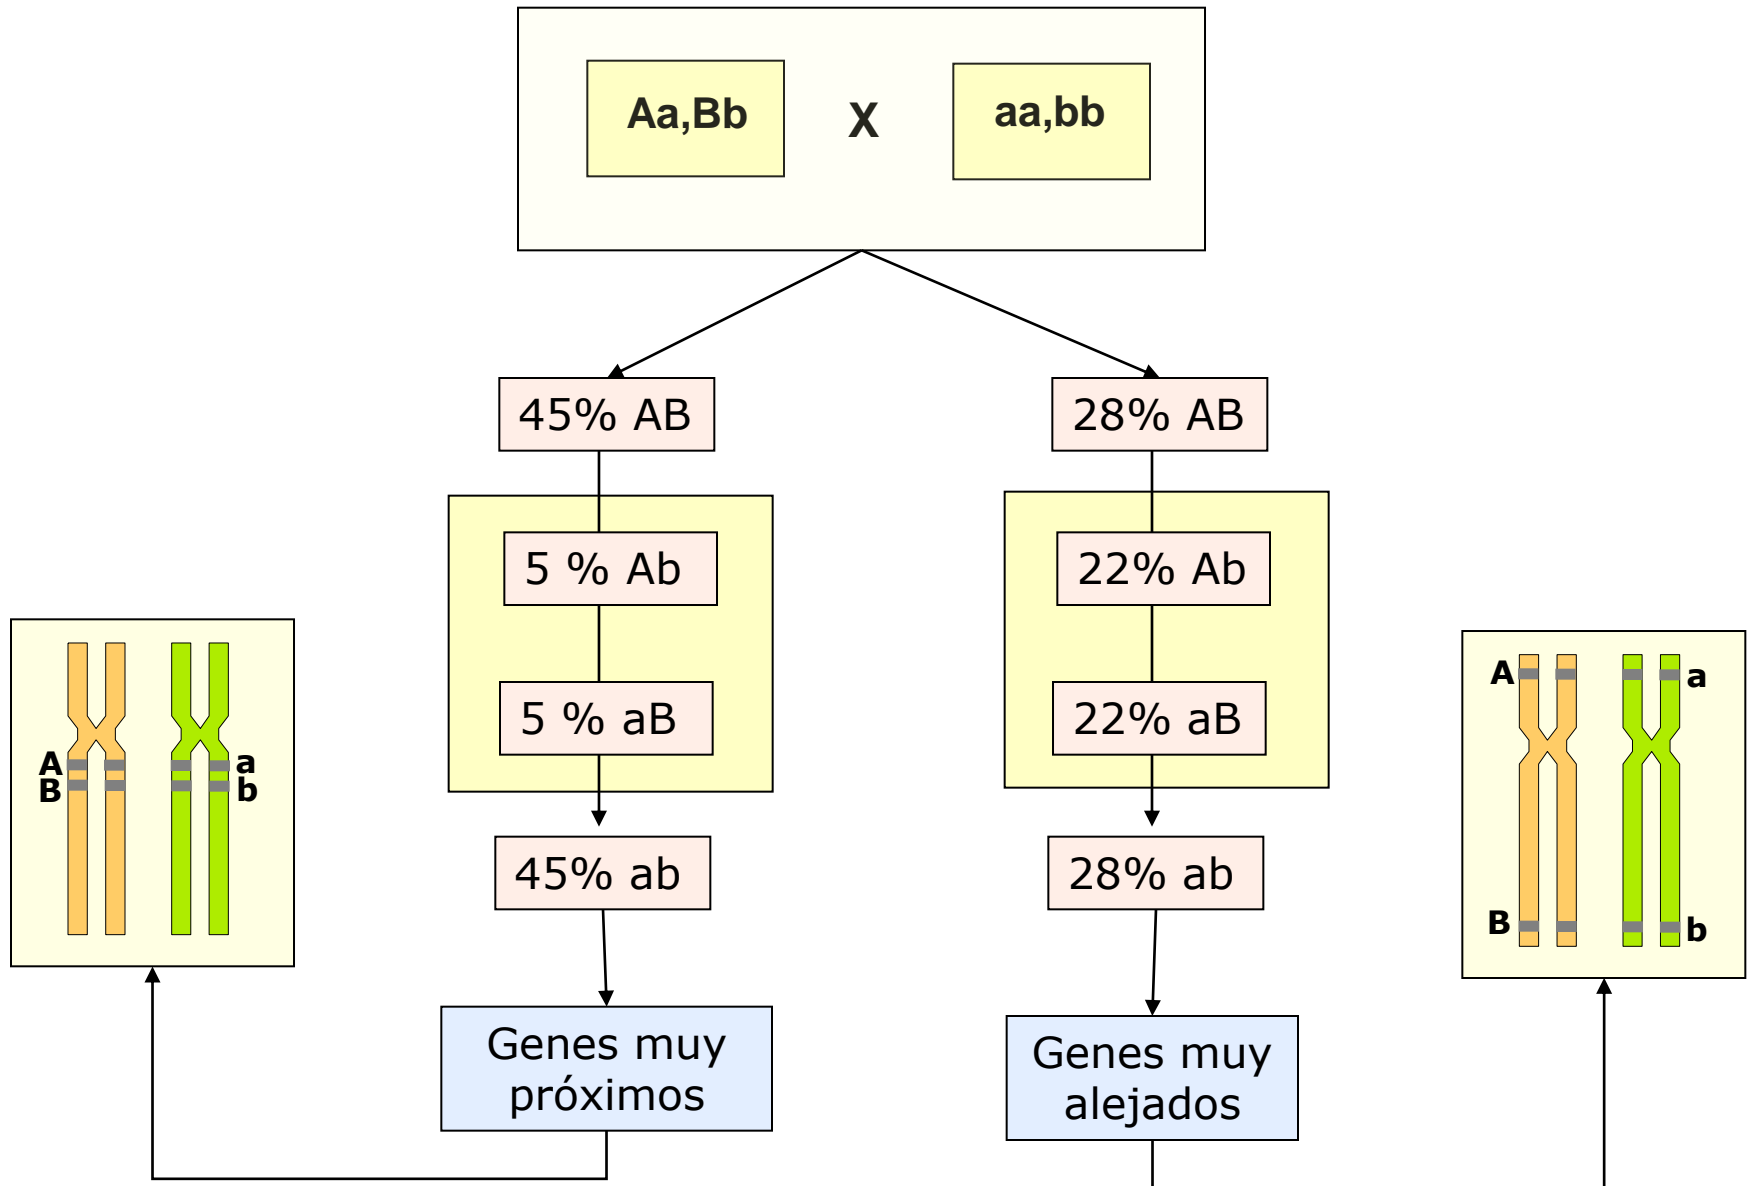 Aa,Bb
X
aa,bb
45% AB
28% AB
5 % Ab
22% Ab
5 % aB
22% aB
45% ab
28% ab
A
a
B
b
A
a
B
b
Genes muy
próximos
Genes muy
alejados